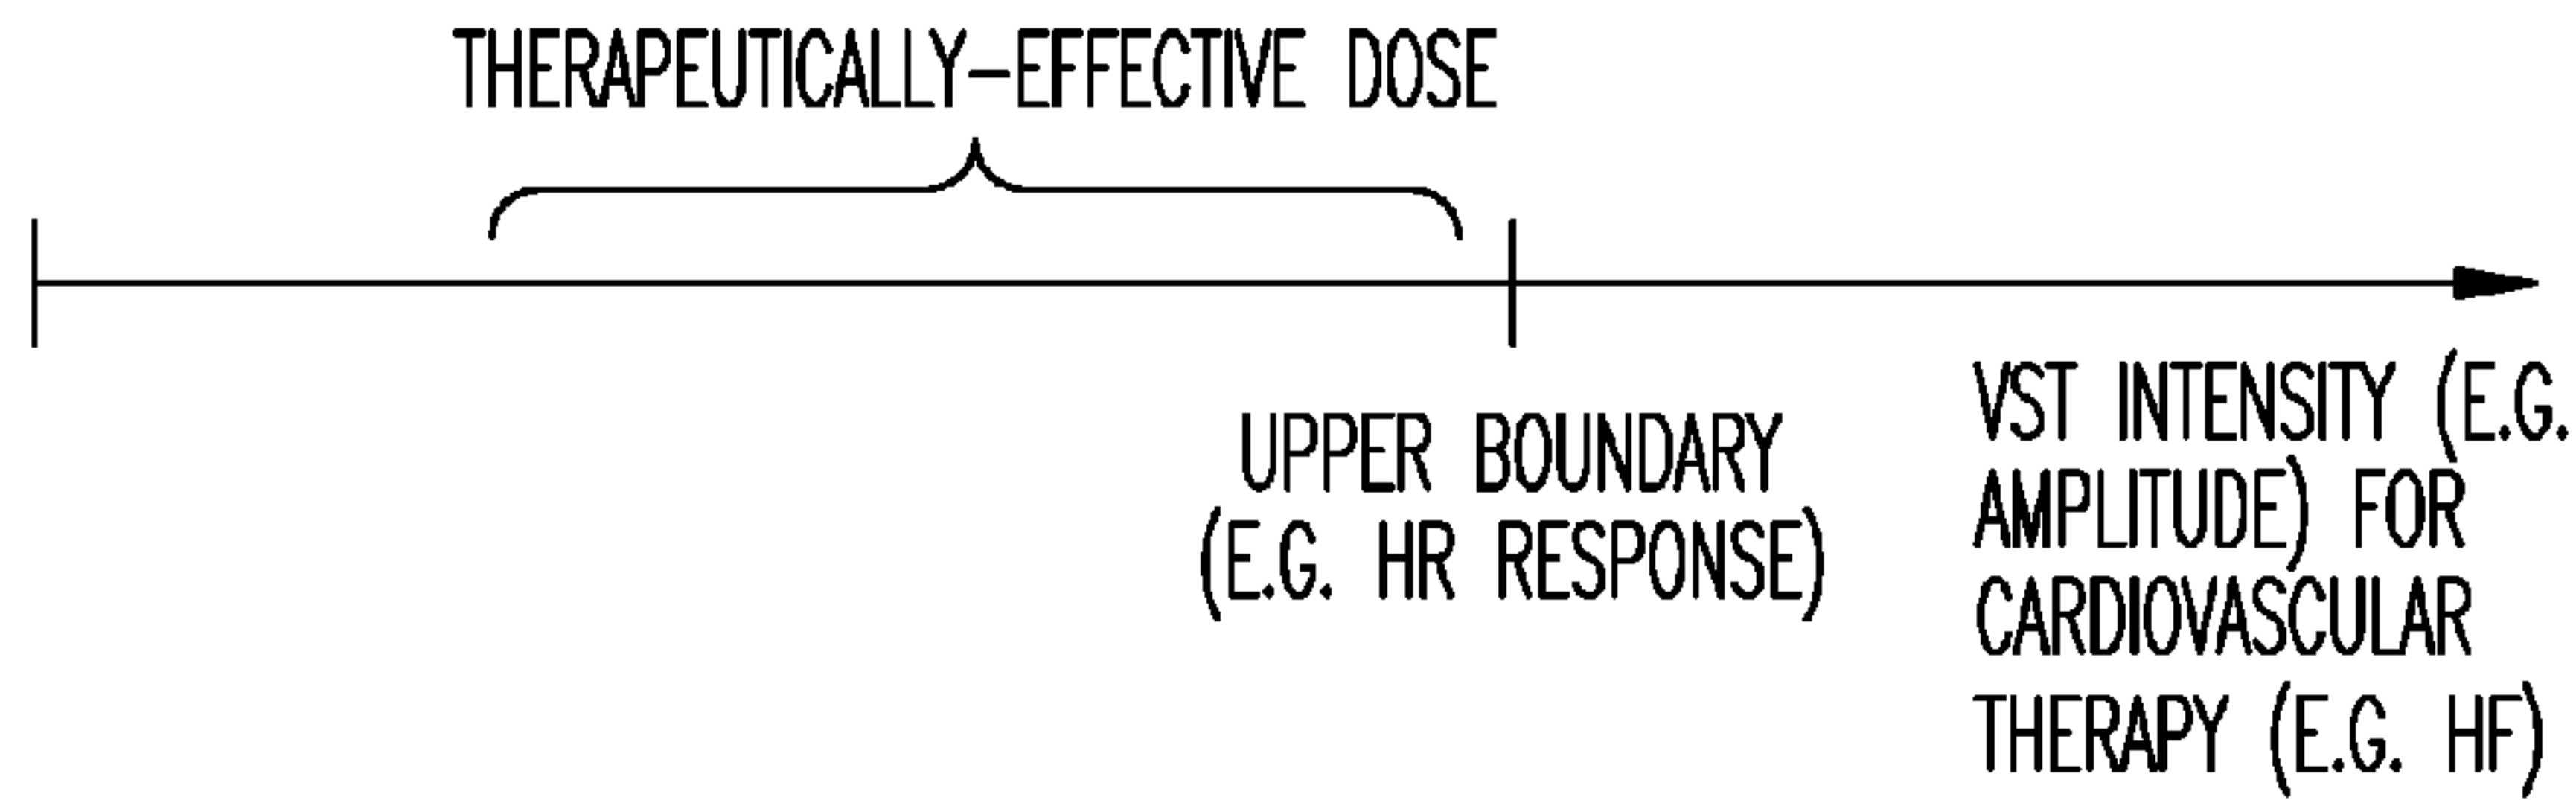 THERAPEUTICALLY-EFFECTIVE DOSE
UPPER BOUNDARY
(E.G. HR RESPONSE)
VST INTENSITY (E.G.
AMPLITUDE) FOR
CARDIOVASCULAR
THERAPY (E.G. HF)